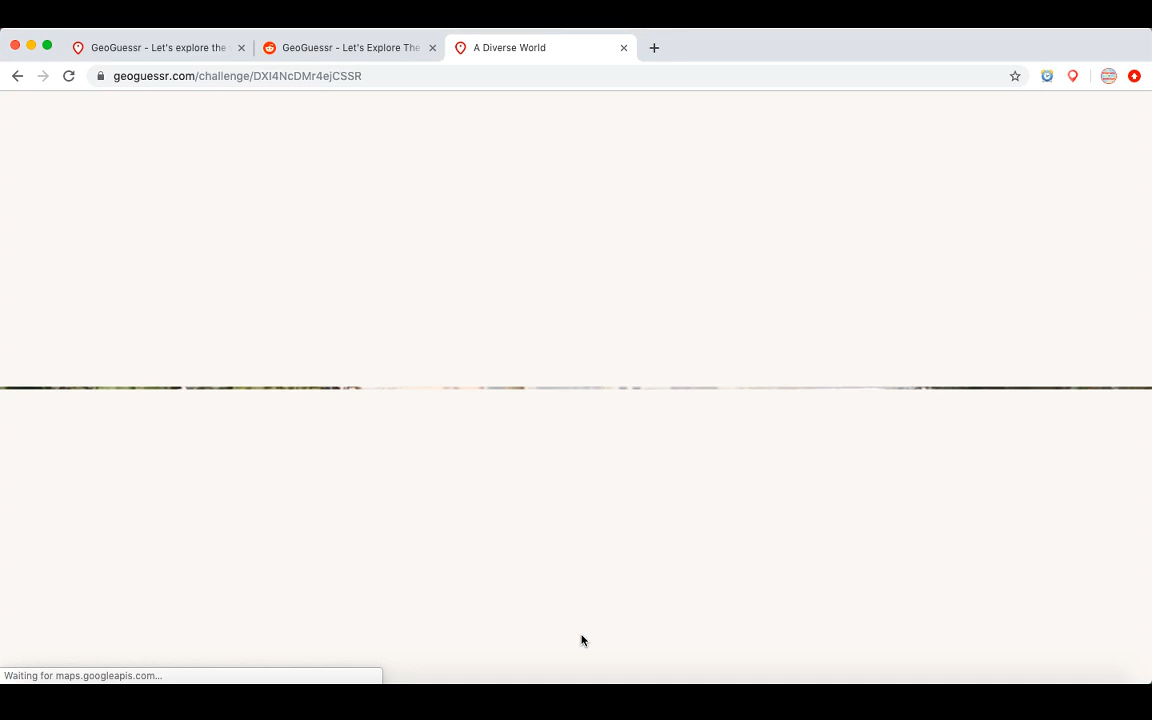 GeoGuessr - Let's explore the
GeoGuessr - Let's Explore The
A Diverse World
geoguessr.com/challenge/DXI4NcDMr4ejCSSR
Waiting for maps.googleapis.com...